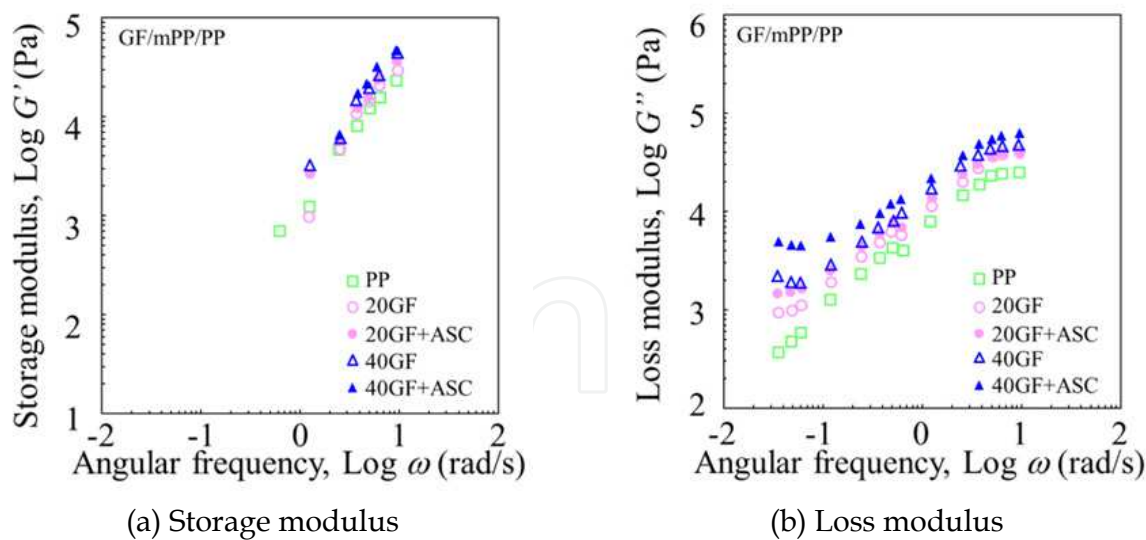 5
4
3
2
1
Storage modulus, Log G' (Pa)
GF/mPP/PP
PP
20GF
20GF+ASC
40GF
40GF+ASC
-2 -1 0 1 2
Angular frequency, Log ω (rad/s)
(a) Storage modulus
6
5
4
3
2
Loss modulus, Log G'' (Pa)
GF/mPP/PP
PP
20GF
20GF+ASC
40GF
40GF+ASC
-2 -1 0 1 2
Angular frequency, Log ω (rad/s)
(b) Loss modulus